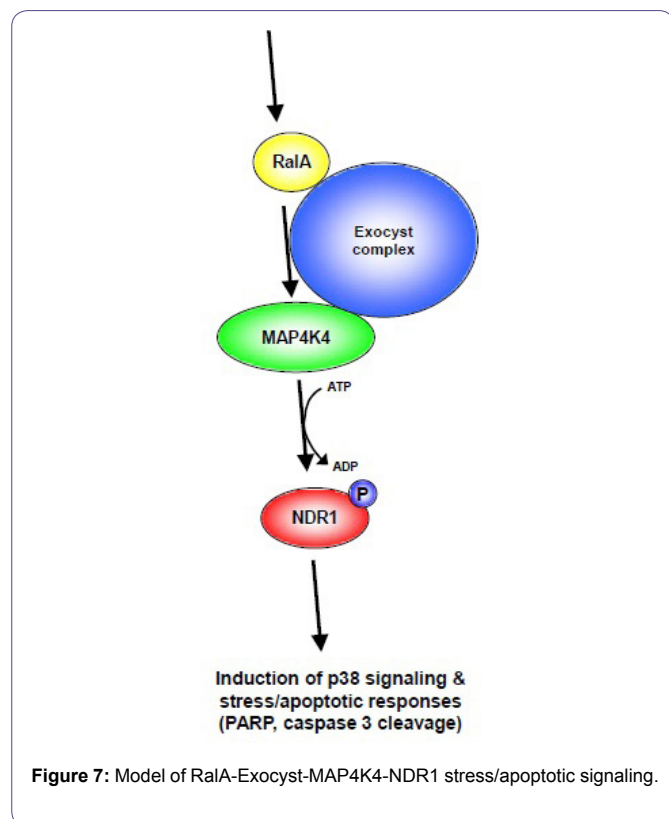 RalA
Exocyst
complex
MAP4K4
ATP
ADP
P
NDR1
Induction of p38 signaling &
stress/apoptotic responses
(PARP, caspase 3 cleavage)
Figure 7: Model of RalA-Exocyst-MAP4K4-NDR1 stress/apoptotic signaling.